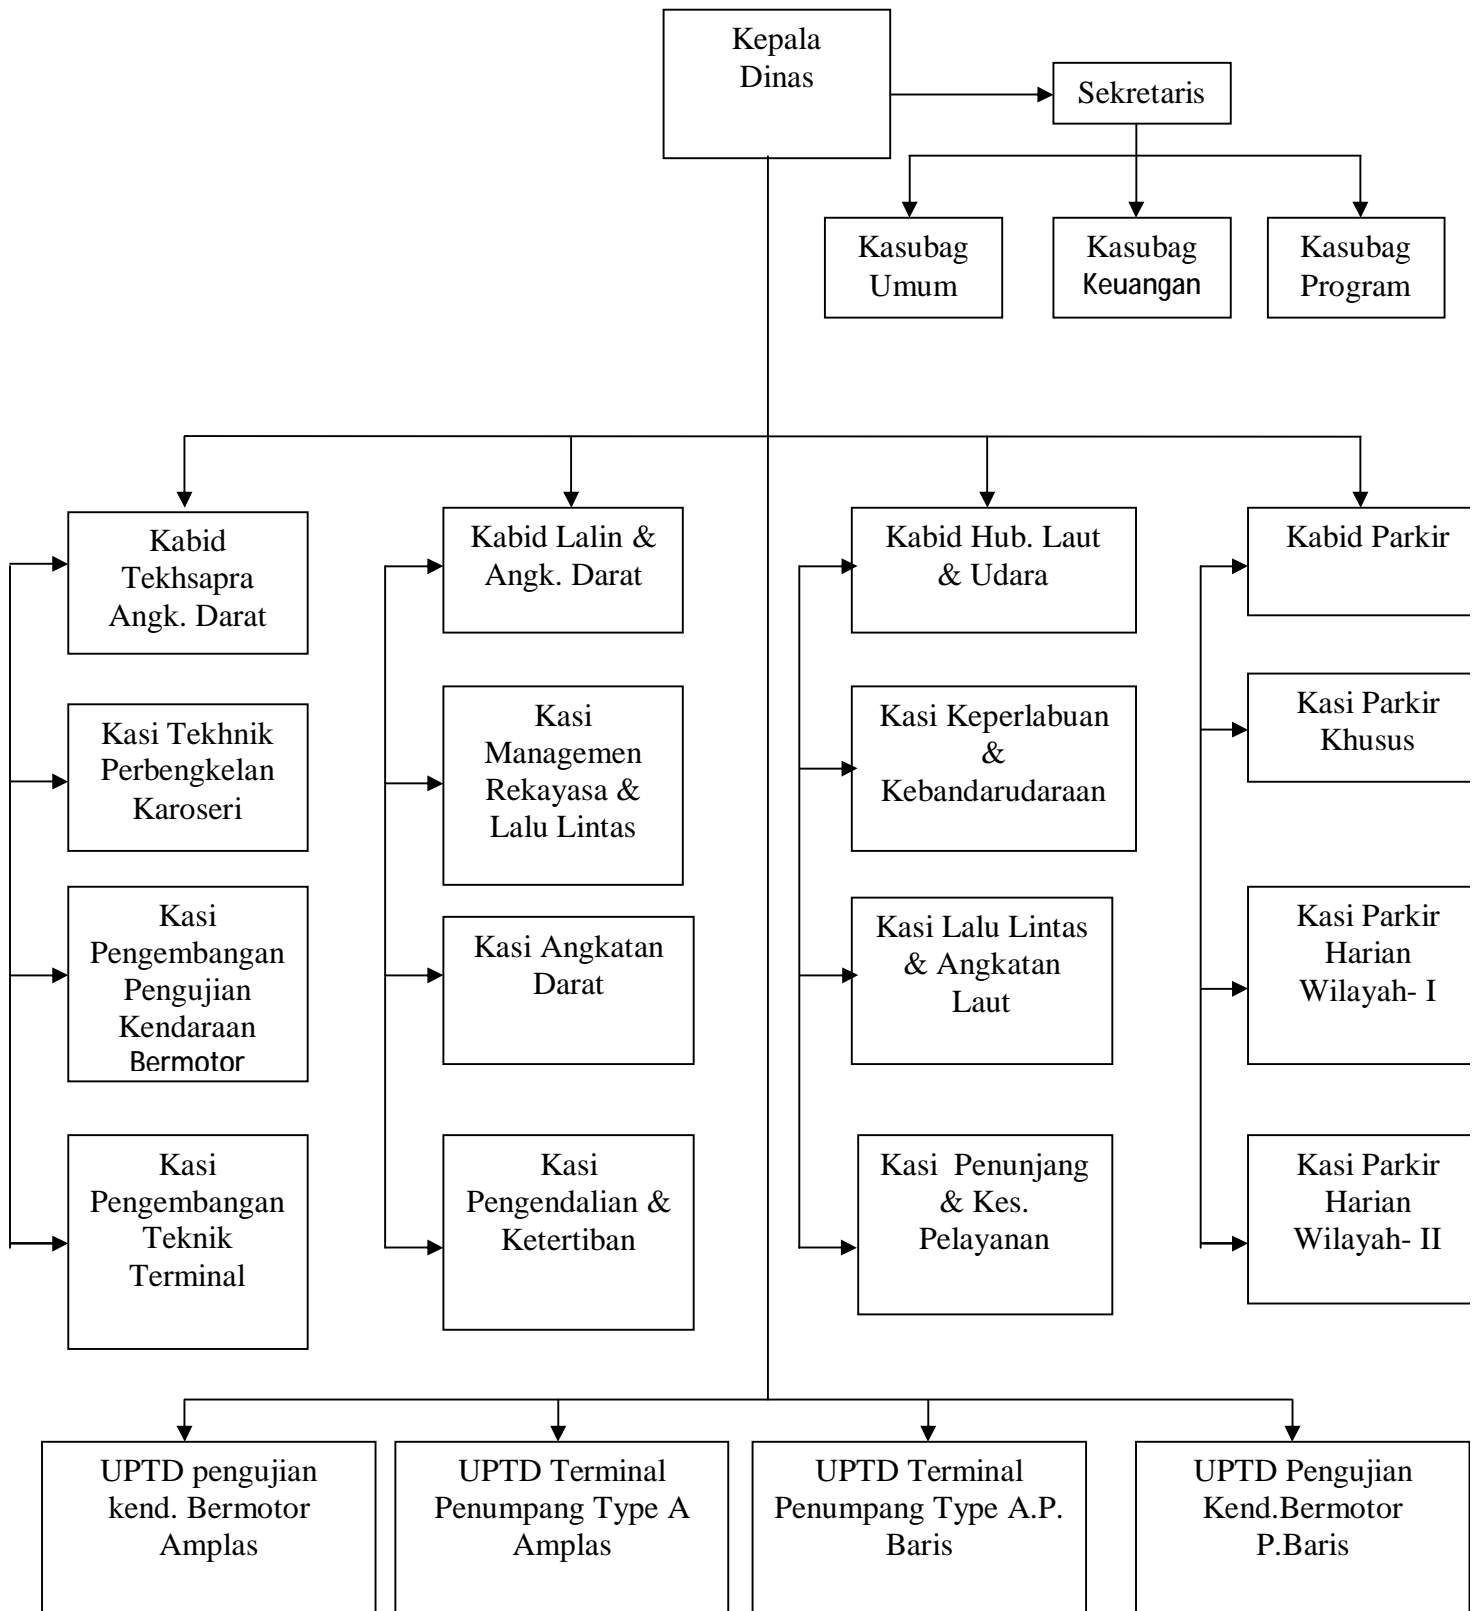 Kepala
Dinas
Sekretaris
Kasubag
Umum
Kasubag
Keuangan
Kasubag
Program
Kabid
Tekhsapra
Angk. Darat
Kabid Lalin &
Angk. Darat
Kabid Hub. Laut
& Udara
Kabid Parkir
Kasi Tekhnik
Perbengkelan
Karoseri
Kasi
Managemen
Rekayasa &
Lalu Lintas
Kasi Keperlabuan
&
Kebandarudaraan
Kasi Parkir
Khusus
Kasi
Pengembangan
Pengujian
Kendaraan
Bermotor
Kasi Angkatan
Darat
Kasi Lalu Lintas
& Angkatan
Laut
Kasi Parkir
Harian
Wilayah- I
Kasi
Pengembangan
Teknik
Terminal
Kasi
Pengendalian &
Ketertiban
Kasi  Penunjang
& Kes.
Pelayanan
Kasi Parkir
Harian
Wilayah- II
UPTD pengujian
kend. Bermotor
Amplas
UPTD Terminal
Penumpang Type A
Amplas
UPTD Terminal
Penumpang Type A.P.
Baris
UPTD Pengujian
Kend.Bermotor
P.Baris